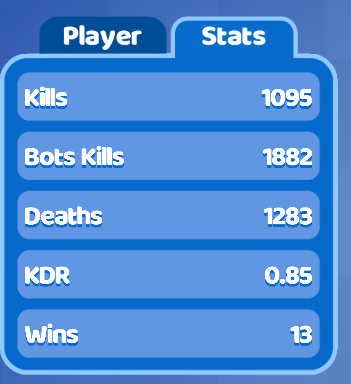 Player Stats
Kills 1095
Bots Kills 1882
Deaths 1283
KDR 0.85
Wins 13